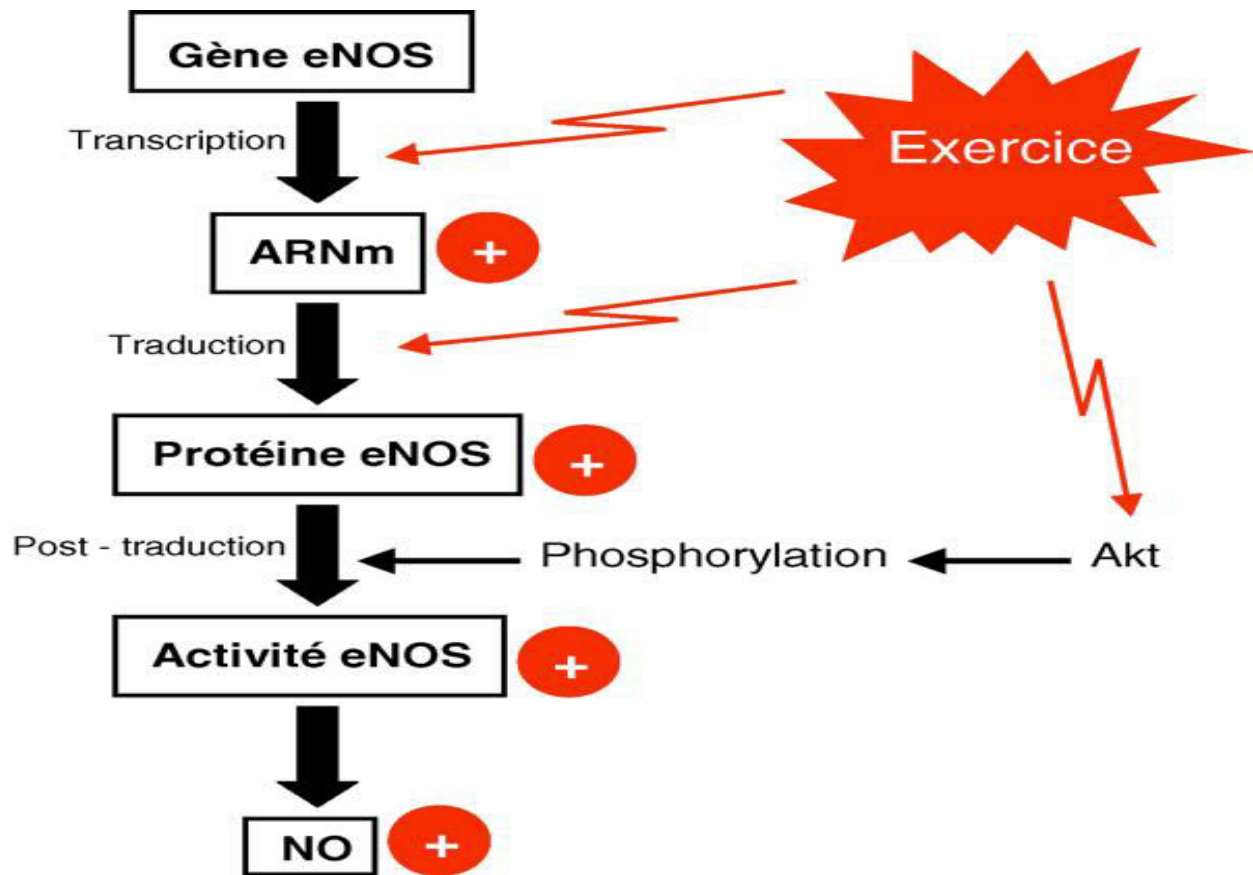 Gène eNOS
Transcription
Exercice
ARNm
+
Traduction
Protéine eNOS
+
Post - traduction
Phosphorylation
Akt
Activité eNOS
+
NO
+